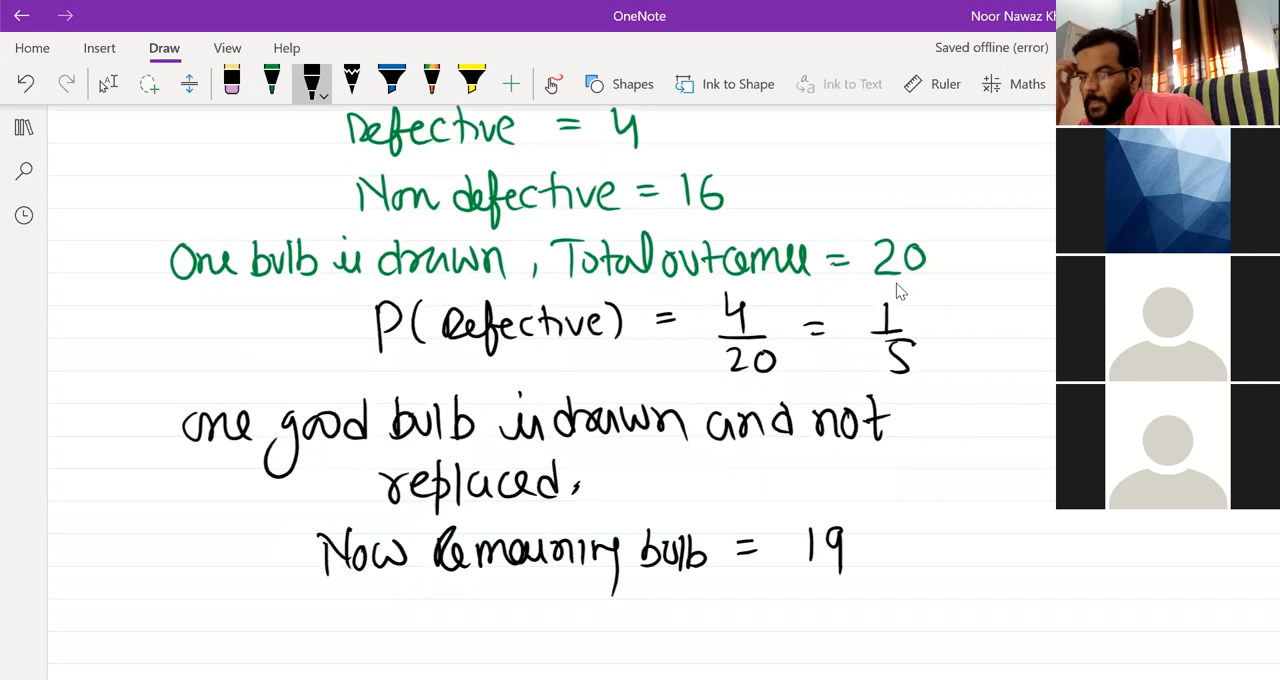 OneNote
Noor Nawaz Kh
Home Insert Draw View Help
Saved offline (error)
Shapes Ink to Shape Ink to Text Ruler Maths
Defective = 4
Non defective = 16
One bulb is drawn, Total outcomes = 20
P(Defective) = 4/20 = 1/5
one good bulb is drawn and not
replaced.
Now Remaining bulb = 19